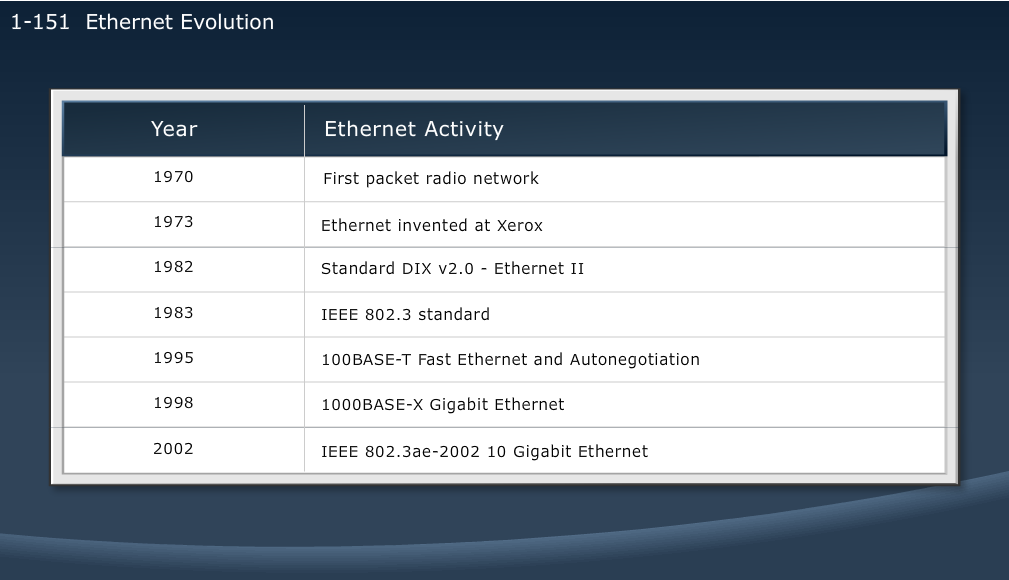 1-151 Ethernet Evolution
Year Ethernet Activity
1970 First packet radio network
1973 Ethernet invented at Xerox
1982 Standard DIX v2.0 - Ethernet II
1983 IEEE 802.3 standard
1995 100BASE-T Fast Ethernet and Autonegotiation
1998 1000BASE-X Gigabit Ethernet
2002 IEEE 802.3ae-2002 10 Gigabit Ethernet